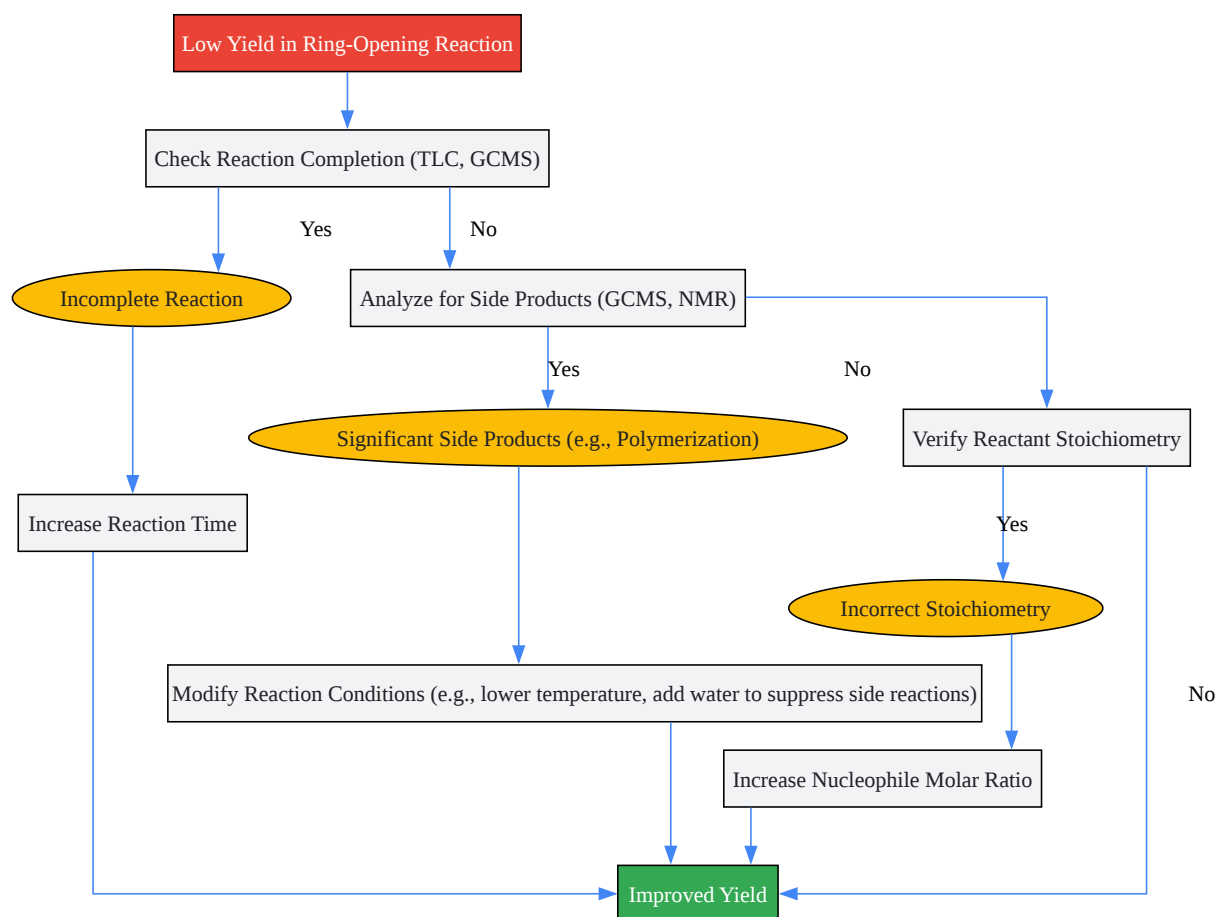 Low Yield in Ring-Opening Reaction
Check Reaction Completion (TLC, GCMS)
Yes
No
Incomplete Reaction
Analyze for Side Products (GCMS, NMR)
Yes
No
Significant Side Products (e.g., Polymerization)
Verify Reactant Stoichiometry
Increase Reaction Time
Yes
Incorrect Stoichiometry
Modify Reaction Conditions (e.g., lower temperature, add water to suppress side reactions)
No
Increase Nucleophile Molar Ratio
Improved Yield